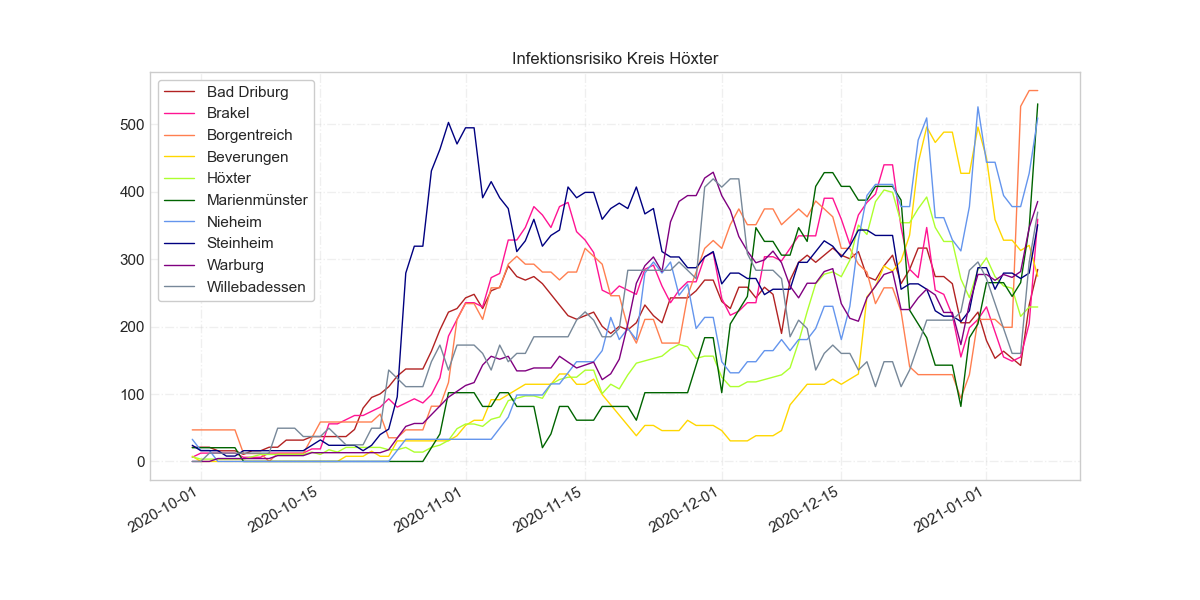 Infektionsrisiko Kreis Höxter
Bad Driburg
Brakel
Borgentreich
Beverungen
Höxter
Marienmünster
Nieheim
Steinheim
Warburg
Willebadessen
500
400
300
200
100
0
2020-10-01
2020-10-15
2020-11-01
2020-11-15
2020-12-01
2020-12-15
2021-01-01